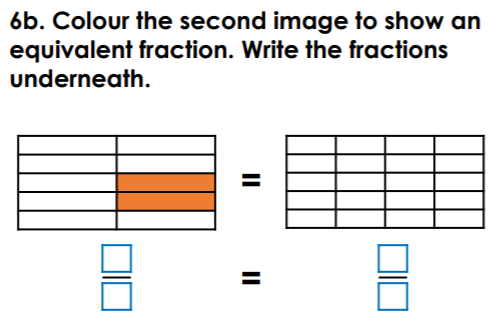 6b. Colour the second image to show an
equivalent fraction. Write the fractions
underneath.
=
=